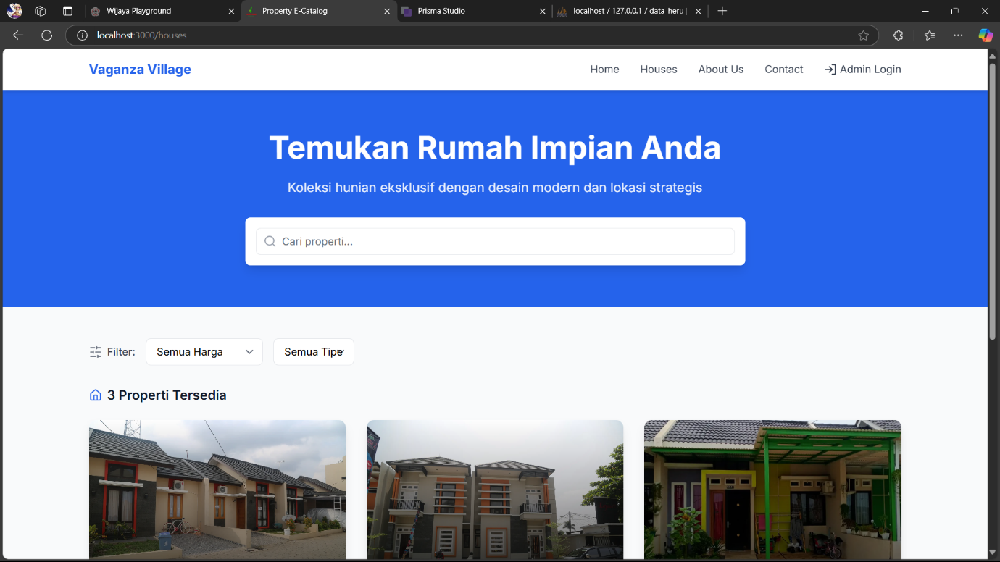 Wijaya Playground
Property E-Catalog
Prisma Studio
localhost / 127.0.0.1 / data_heru |
localhost:3000/houses
Vaganza Village
Home
Houses
About Us
Contact
Admin Login
Temukan Rumah Impian Anda
Koleksi hunian eksklusif dengan desain modern dan lokasi strategis
Cari properti...
Filter:
Semua Harga
Semua Tipe
3 Properti Tersedia